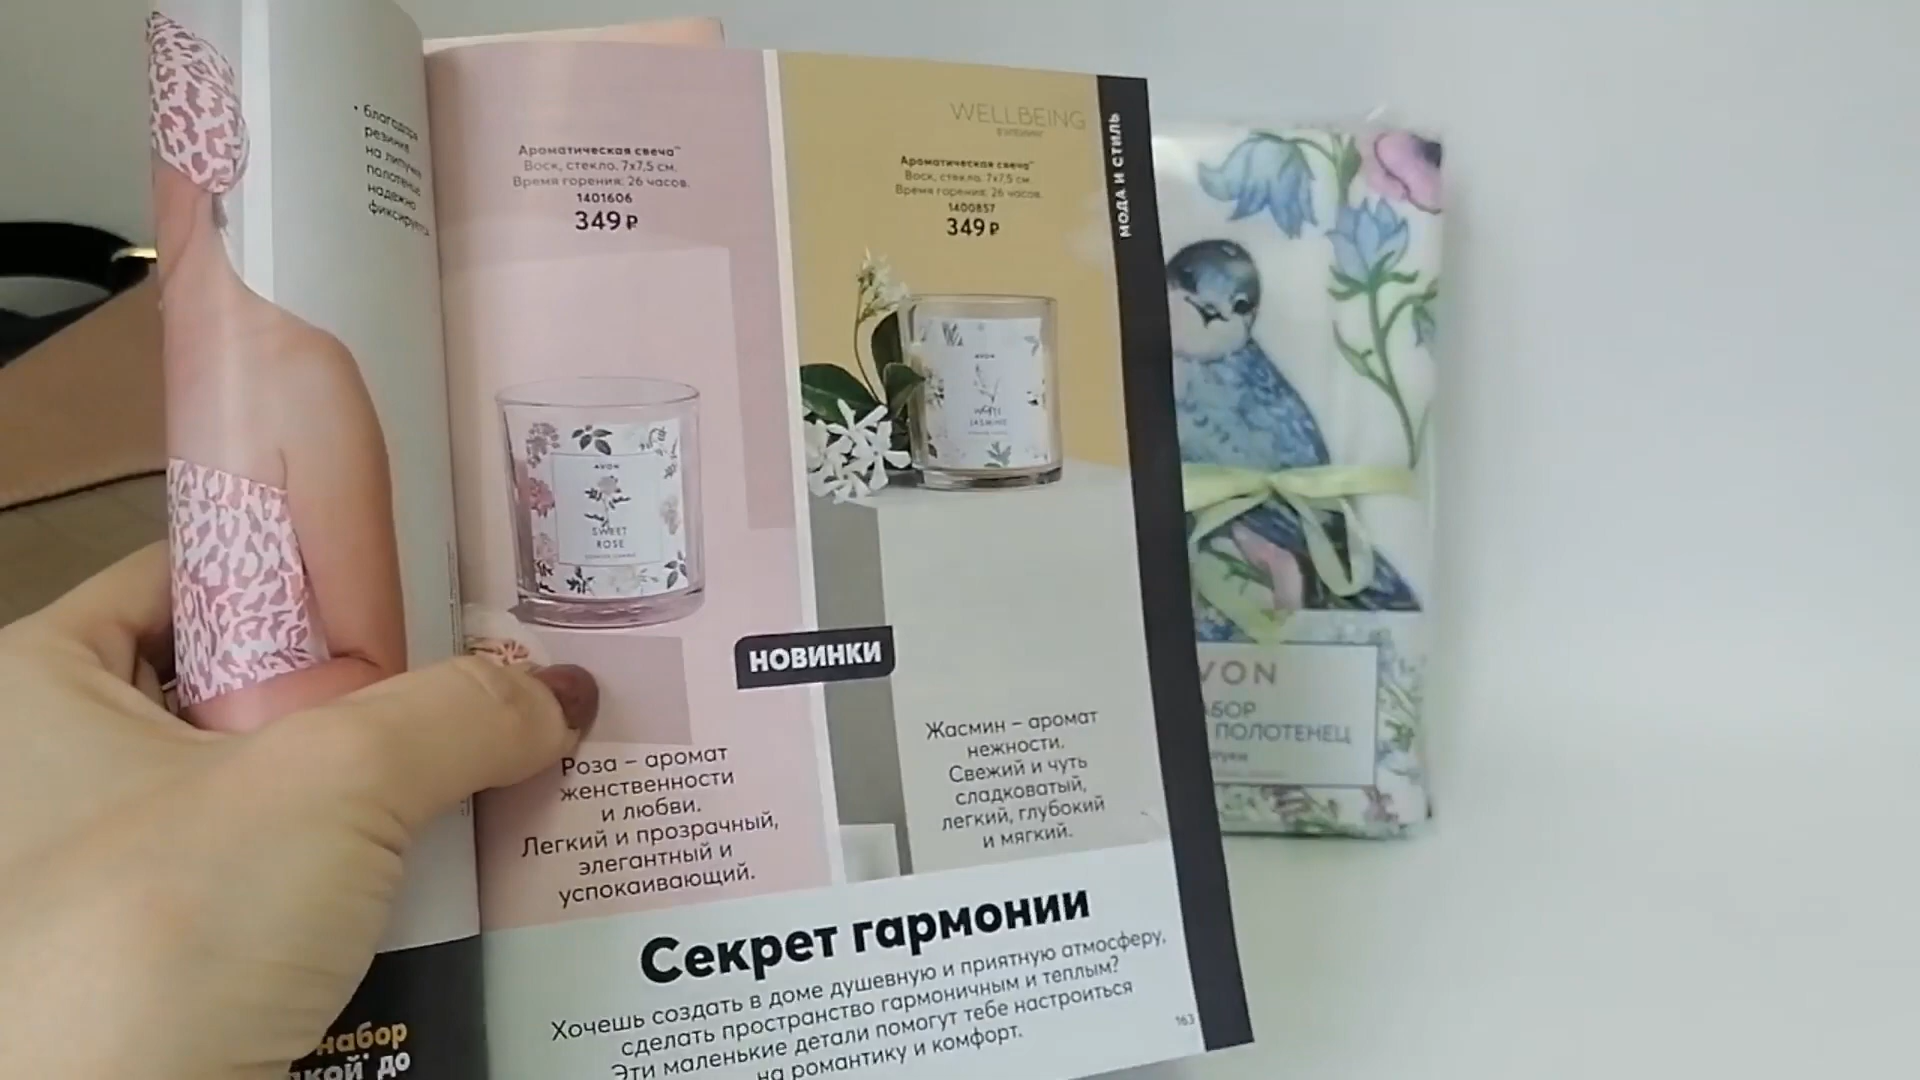 • благодаря
резинке
на липучке
полотенце
надежно
фиксируется
набор
до
Ароматическая свеча
Воск, стекло. 7х7,5 см.
Время горения: 26 часов.
1401606
349 ₽
AVON
SWEET
ROSE
WELLBEING
Ароматическая свеча
Воск, стекло. 7х7,5 см.
Время горения: 26 часов.
1400857
349 ₽
AVON
WHITE
JASMINE
МОДА И СТИЛЬ
НОВИНКИ
Роза – аромат
женственности
и любви.
Легкий и прозрачный,
элегантный и
успокаивающий.
Жасмин – аромат
нежности.
Свежий и чуть
сладковатый,
легкий, глубокий
и мягкий.
Секрет гармонии
Хочешь создать в доме душевную и приятную атмосферу,
сделать пространство гармоничным и теплым?
Эти маленькие детали помогут тебе настроиться
на романтику и комфорт.
163
VON
АБОР
ПОЛОТЕНЕЦ